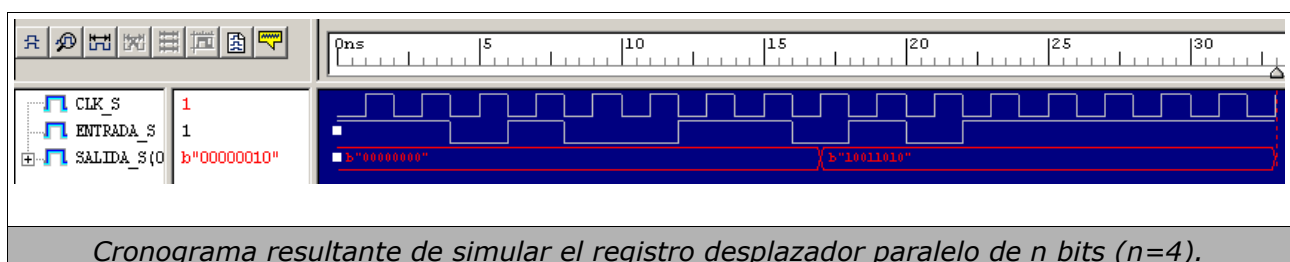 0ns |5 |10 |15 |20 |25 |30
CLK_S 1
ENTRADA_S 1
SALIDA_S(0 b"00000010" b"00000000" b"10011010"
Cronograma resultante de simular el registro desplazador paralelo de n bits (n=4).